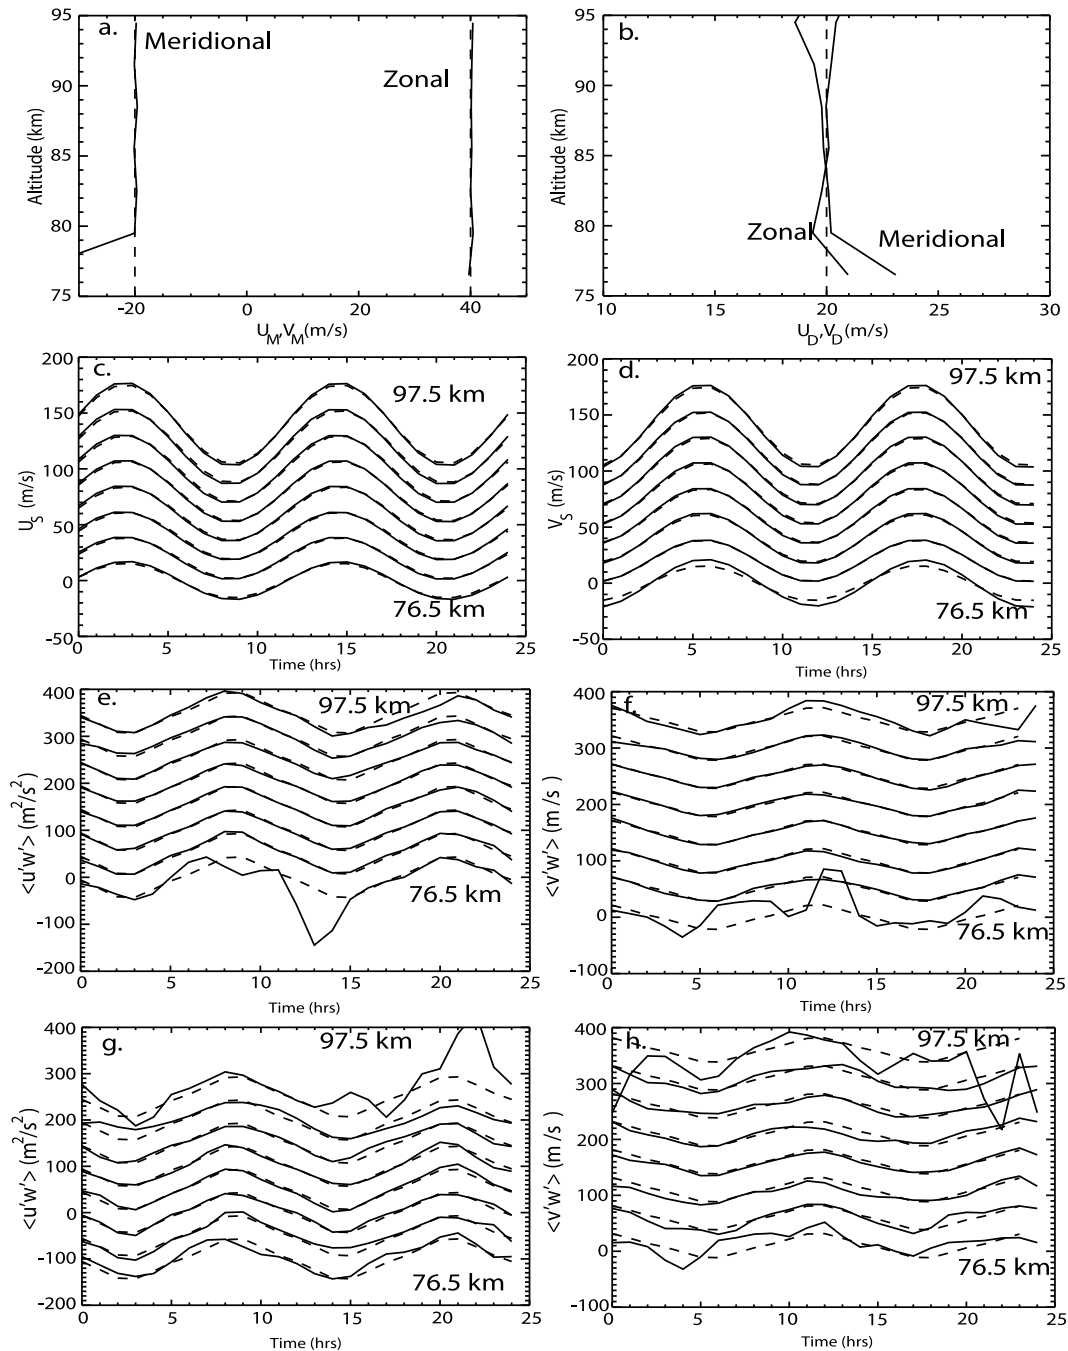 a.
Meridional
Zonal
95
90
85
80
75
Altitude (km)
-20
0
20
40
U_M,V_M(m/s)
b.
Zonal
Meridional
95
90
85
80
75
Altitude (km)
10
15
20
25
30
U_D,V_D(m/s)
c.
97.5 km
76.5 km
200
150
100
50
0
-50
U_S (m/s)
0
5
10
15
20
25
Time (hrs)
d.
97.5 km
76.5 km
200
150
100
50
0
-50
V_S (m/s)
0
5
10
15
20
25
Time (hrs)
e.
97.5 km
76.5 km
400
300
200
100
0
-100
-200
<u'w'> (m²/s²)
0
5
10
15
20
25
Time (hrs)
f.
97.5 km
76.5 km
400
300
200
100
0
-100
<v'w'> (m /s )
0
5
10
15
20
25
Time (hrs)
g.
97.5 km
76.5 km
400
300
200
100
0
-100
-200
<u'w'> (m²/s²)
0
5
10
15
20
25
Time (hrs)
h.
97.5 km
76.5 km
400
300
200
100
0
-100
<v'w'> (m /s )
0
5
10
15
20
25
Time (hrs)